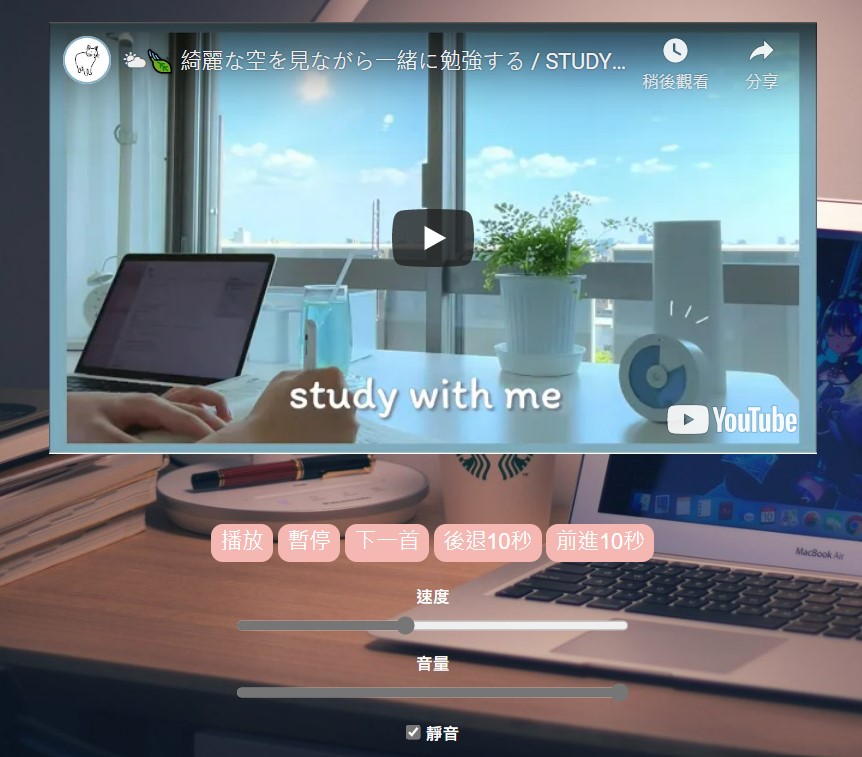 綺麗な空を見ながら一緒に勉強する / STUDY...
稍後觀看
分享
study with me
YouTube
播放 暫停 下一首 後退10秒 前進10秒
MacBook Air
速度
音量
靜音